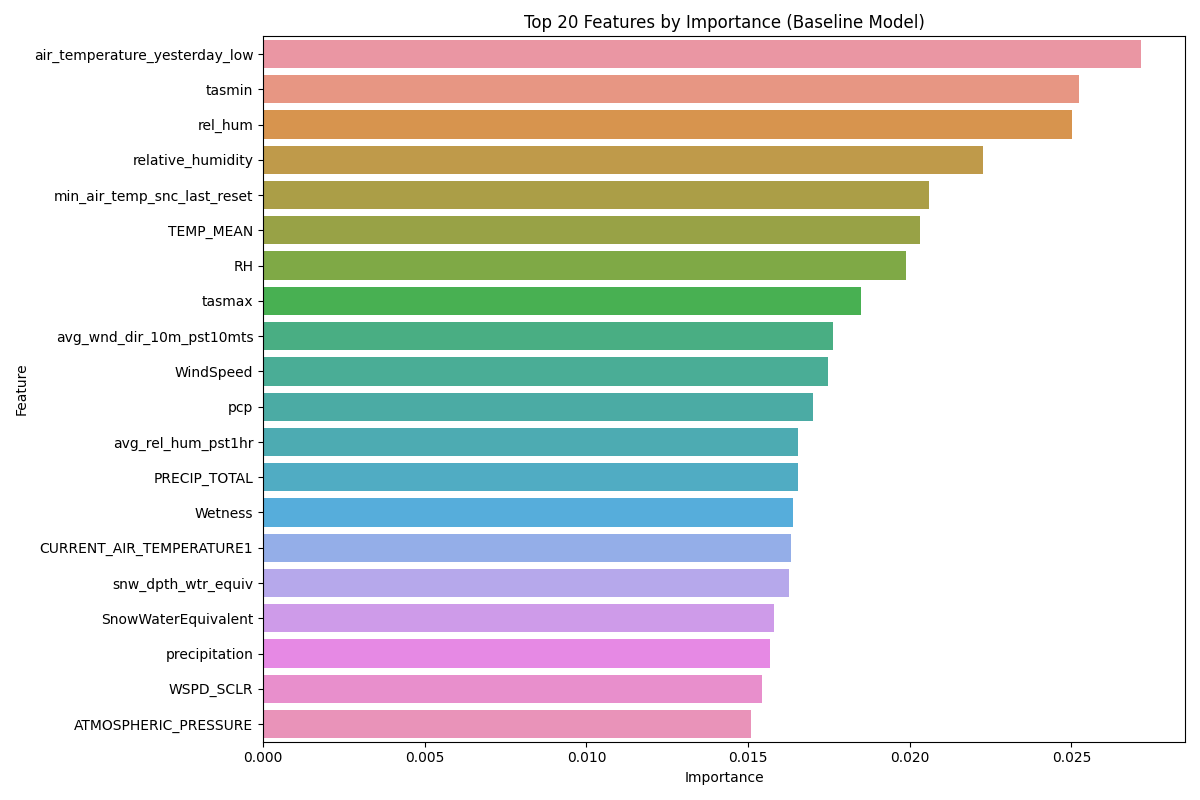 Top 20 Features by Importance (Baseline Model)
air_temperature_yesterday_low
tasmin
rel_hum
relative_humidity
min_air_temp_snc_last_reset
TEMP_MEAN
RH
tasmax
avg_wnd_dir_10m_pst10mts
WindSpeed
pcp
avg_rel_hum_pst1hr
PRECIP_TOTAL
Wetness
CURRENT_AIR_TEMPERATURE1
snw_dpth_wtr_equiv
SnowWaterEquivalent
precipitation
WSPD_SCLR
ATMOSPHERIC_PRESSURE
Feature
0.000 0.005 0.010 0.015 0.020 0.025
Importance